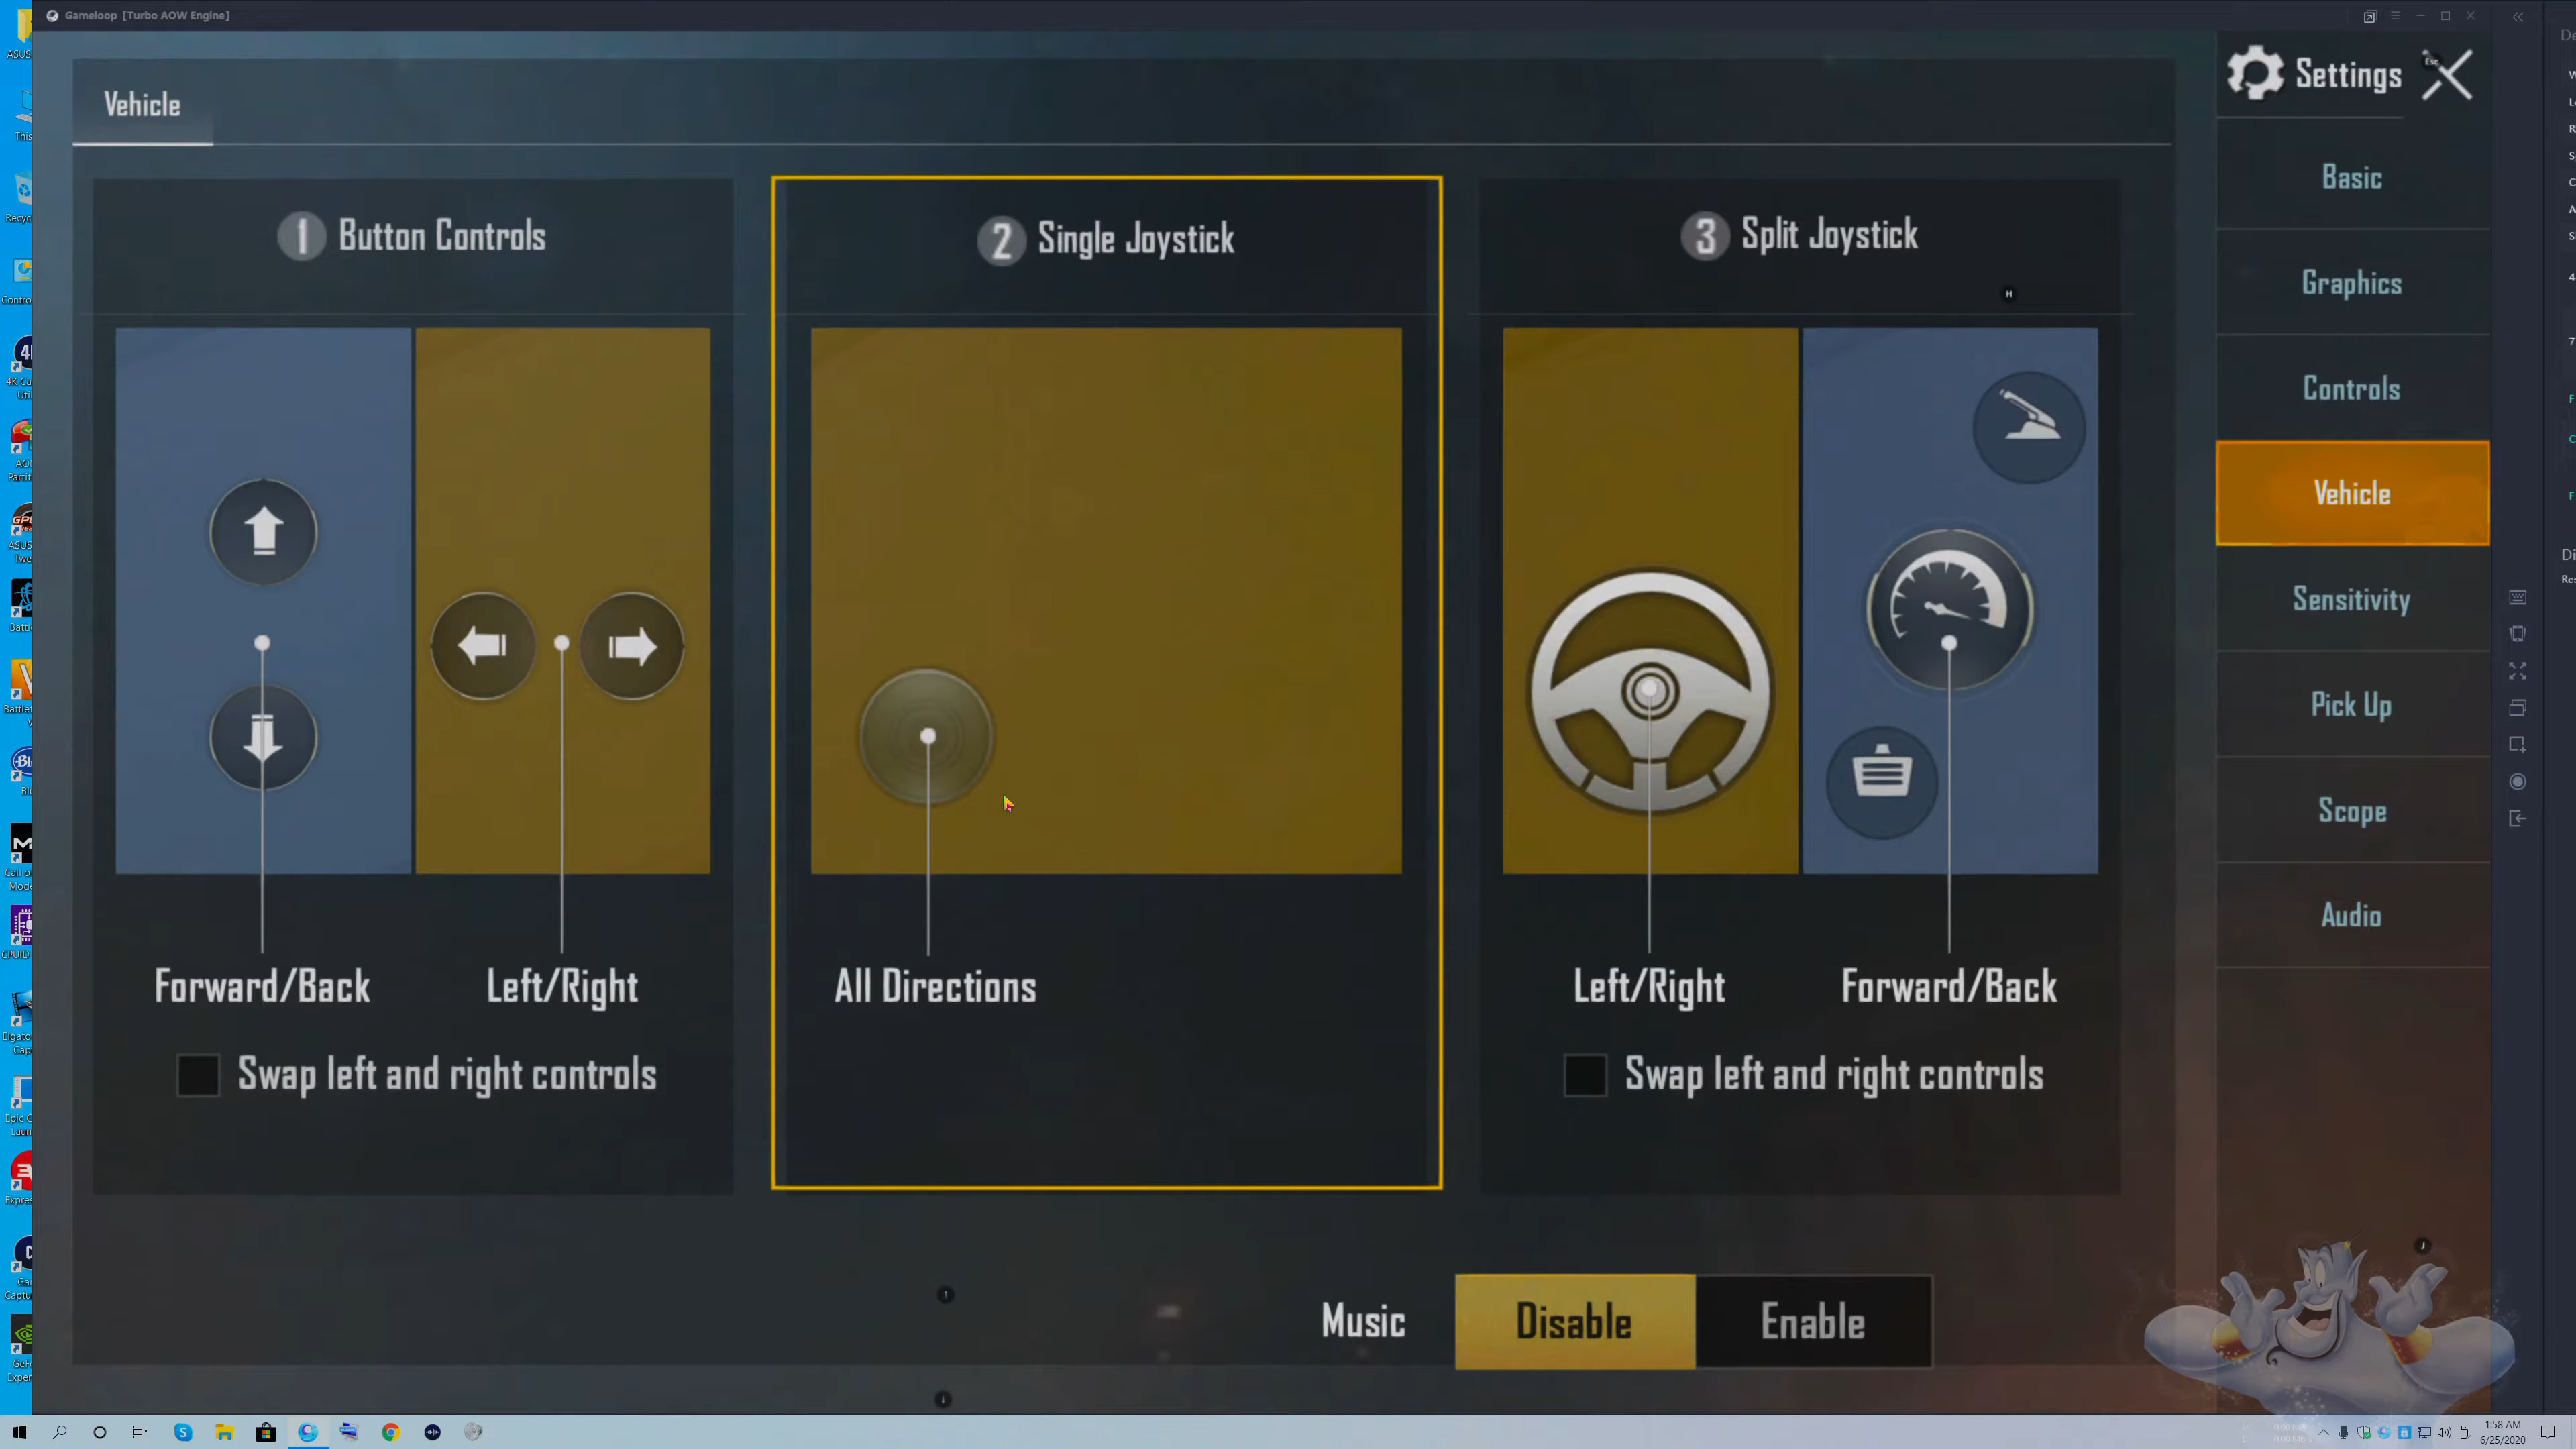 Gameloop [Turbo AOW Engine]
Vehicle
1 Button Controls
2 Single Joystick
3 Split Joystick
H
Forward/Back
Left/Right
All Directions
Left/Right
Forward/Back
Swap left and right controls
Swap left and right controls
Music
Disable
Enable
Settings
Esc
Basic
Graphics
Controls
Vehicle
Sensitivity
Pick Up
Scope
Audio
J
1:58 AM
6/25/2020